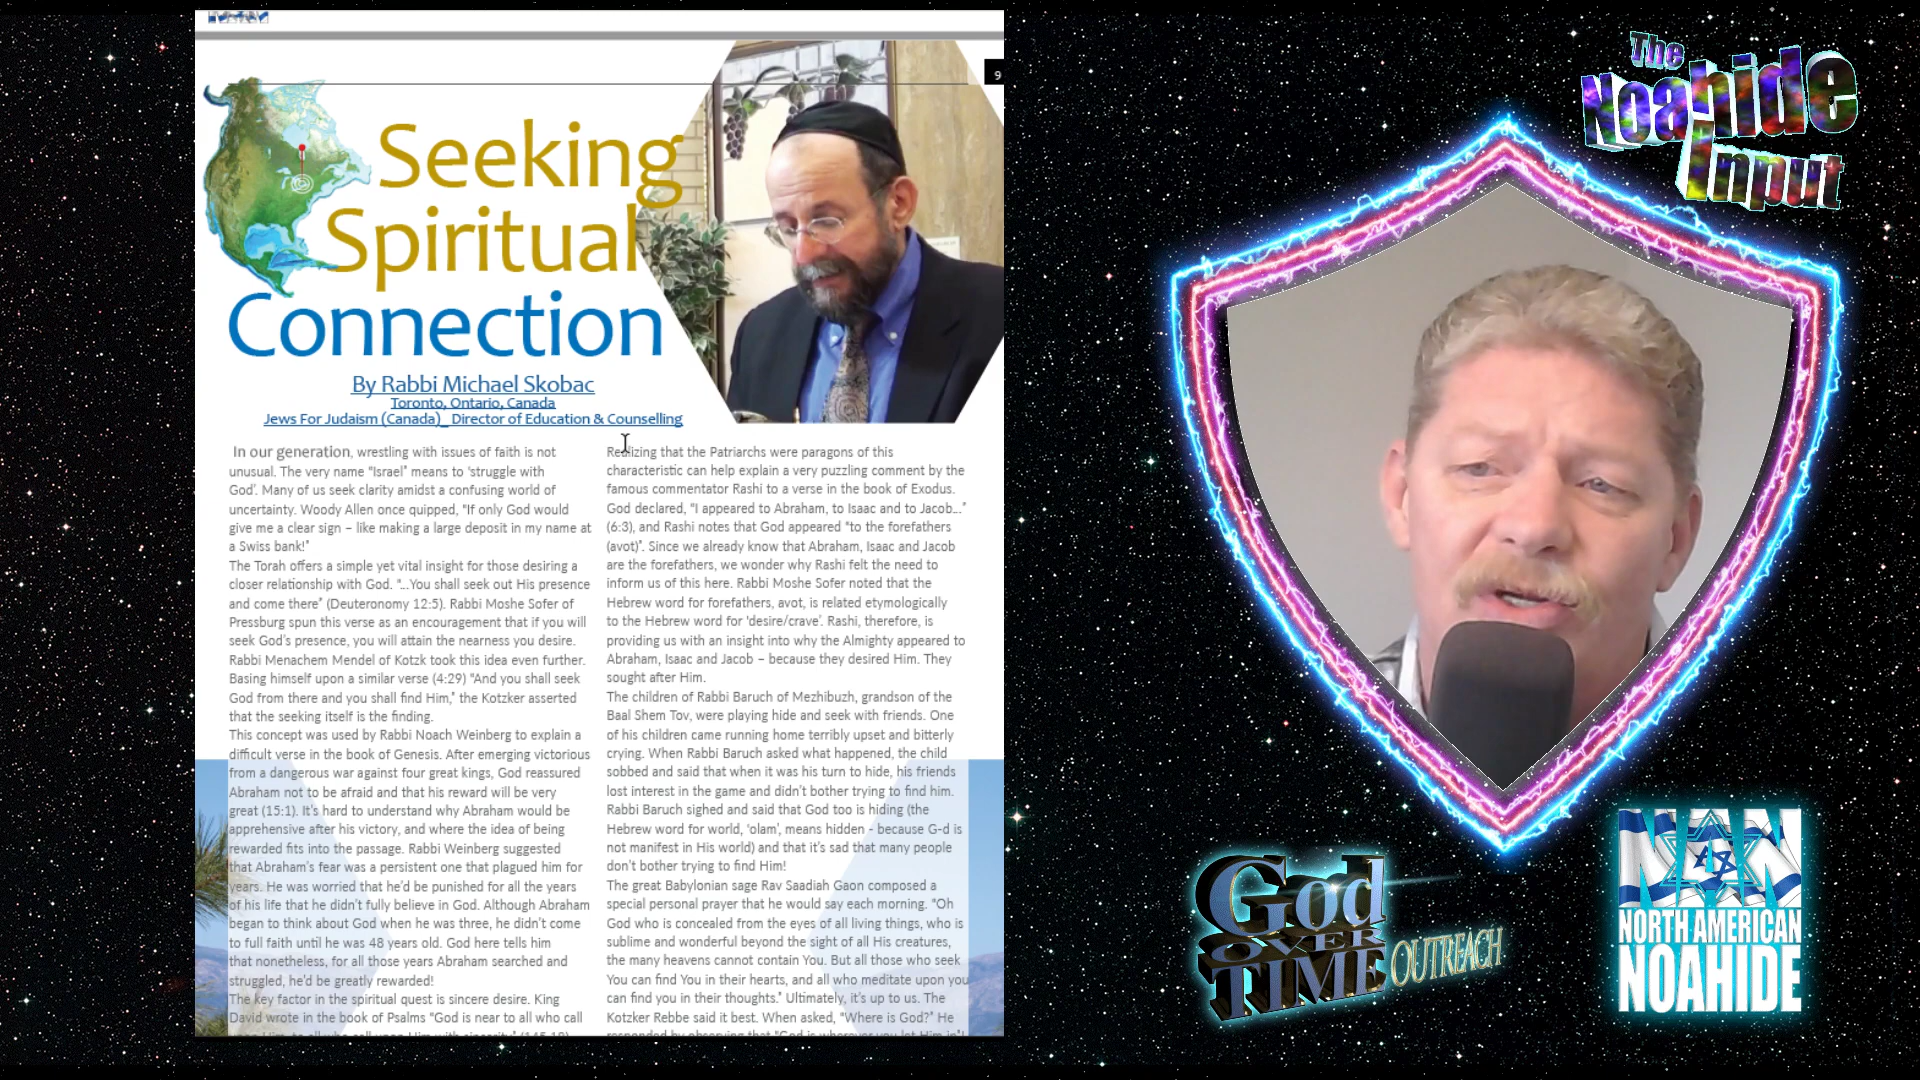 9
Seeking
Spiritual
Connection
By Rabbi Michael Skobac
Toronto, Ontario, Canada
Jews For Judaism (Canada)_ Director of Education & Counselling
In our generation, wrestling with issues of faith is not
unusual. The very name “Israel” means to ‘struggle with
God’. Many of us seek clarity amidst a confusing world of
uncertainty. Woody Allen once quipped, “If only God would
give me a clear sign – like making a large deposit in my name at
a Swiss bank!”
The Torah offers a simple yet vital insight for those desiring a
closer relationship with God. “…You shall seek out His presence
and come there” (Deuteronomy 12:5). Rabbi Moshe Sofer of
Pressburg spun this verse as an encouragement that if you will
seek God’s presence, you will attain the nearness you desire.
Rabbi Menachem Mendel of Kotzk took this idea even further.
Basing himself upon a similar verse (4:29) “And you shall seek
God from there and you shall find Him,” the Kotzker asserted
that the seeking itself is the finding.
This concept was used by Rabbi Noach Weinberg to explain a
difficult verse in the book of Genesis. After emerging victorious
from a dangerous war against four great kings, God reassured
Abraham not to be afraid and that his reward will be very
great (15:1). It’s hard to understand why Abraham would be
apprehensive after his victory, and where the idea of being
rewarded fits into the passage. Rabbi Weinberg suggested
that Abraham’s fear was a persistent one that plagued him for
years. He was worried that he’d be punished for all the years
of his life that he didn’t fully believe in God. Although Abraham
began to think about God when he was three, he didn’t come
to full faith until he was 48 years old. God here tells him
that nonetheless, for all those years Abraham searched and
struggled, he’d be greatly rewarded!
The key factor in the spiritual quest is sincere desire. King
David wrote in the book of Psalms “God is near to all who call
upon Him, to all who call upon Him with sincerity” (145:18).
Realizing that the Patriarchs were paragons of this
characteristic can help explain a very puzzling comment by the
famous commentator Rashi to a verse in the book of Exodus.
God declared, “I appeared to Abraham, to Isaac and to Jacob…”
(6:3), and Rashi notes that God appeared “to the forefathers
(avot)”. Since we already know that Abraham, Isaac and Jacob
are the forefathers, we wonder why Rashi felt the need to
inform us of this here. Rabbi Moshe Sofer noted that the
Hebrew word for forefathers, avot, is related etymologically
to the Hebrew word for ‘desire/crave’. Rashi, therefore, is
providing us with an insight into why the Almighty appeared to
Abraham, Isaac and Jacob – because they desired Him. They
sought after Him.
The children of Rabbi Baruch of Mezhibuzh, grandson of the
Baal Shem Tov, were playing hide and seek with friends. One
of his children came running home terribly upset and bitterly
crying. When Rabbi Baruch asked what happened, the child
sobbed and said that when it was his turn to hide, his friends
lost interest in the game and didn’t bother trying to find him.
Rabbi Baruch sighed and said that God too is hiding (the
Hebrew word for world, ‘olam’, means hidden - because G-d is
not manifest in His world) and that it’s sad that many people
don’t bother trying to find Him!
The great Babylonian sage Rav Saadiah Gaon composed a
special personal prayer that he would say each morning. “Oh
God who is concealed from the eyes of all living things, who is
sublime and wonderful beyond the sight of all His creatures,
the many heavens cannot contain You. But all those who seek
You can find You in their hearts, and all who meditate upon you
can find you in their thoughts.” Ultimately, it’s up to us. The
Kotzker Rebbe said it best. When asked, “Where is God?” He
responded by observing that “God is wherever you let Him in”!
The
Noahide
Input
God
OVER
TIME OUTREACH
NAN
NORTH AMERICAN
NOAHIDE